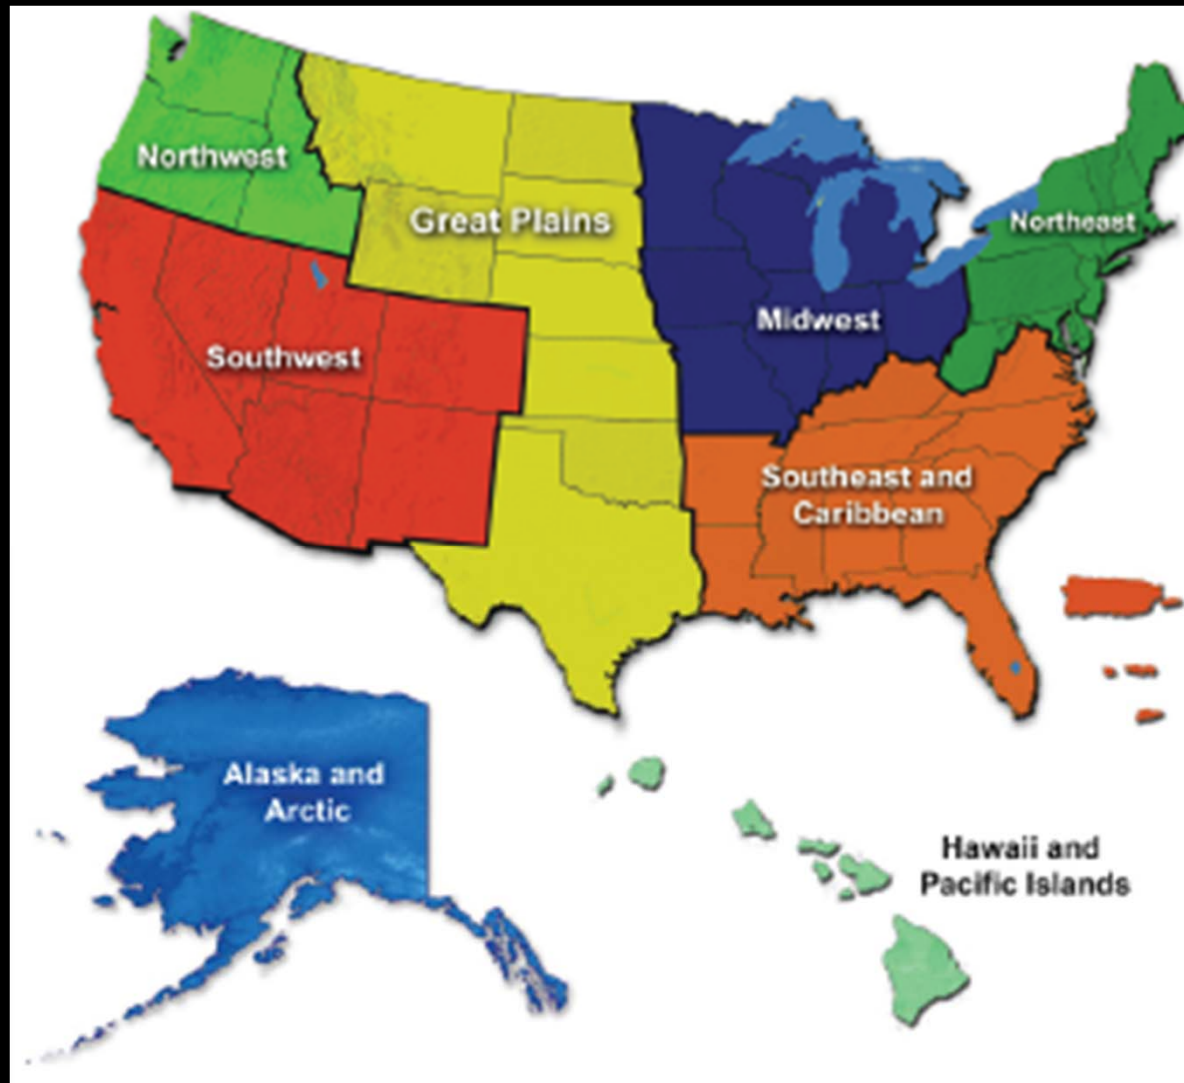 Northwest
Great Plains
Northeast
Midwest
Southwest
Southeast and
Caribbean
Alaska and
Arctic
Hawaii and
Pacific Islands